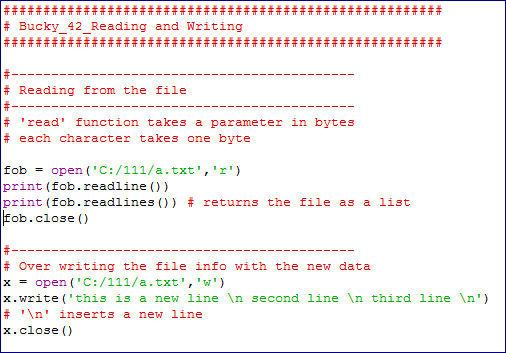 #######################################################
# Bucky_42_Reading and Writing
#######################################################
#-------------------------------------------
# Reading from the file
#-------------------------------------------
# 'read' function takes a parameter in bytes
# each character takes one byte
fob = open('C:/111/a.txt','r')
print(fob.readline())
print(fob.readlines()) # returns the file as a list
fob.close()
#-------------------------------------------
# Over writing the file info with the new data
x = open('C:/111/a.txt','w')
x.write('this is a new line \n second line \n third line \n')
# '\n' inserts a new line
x.close()